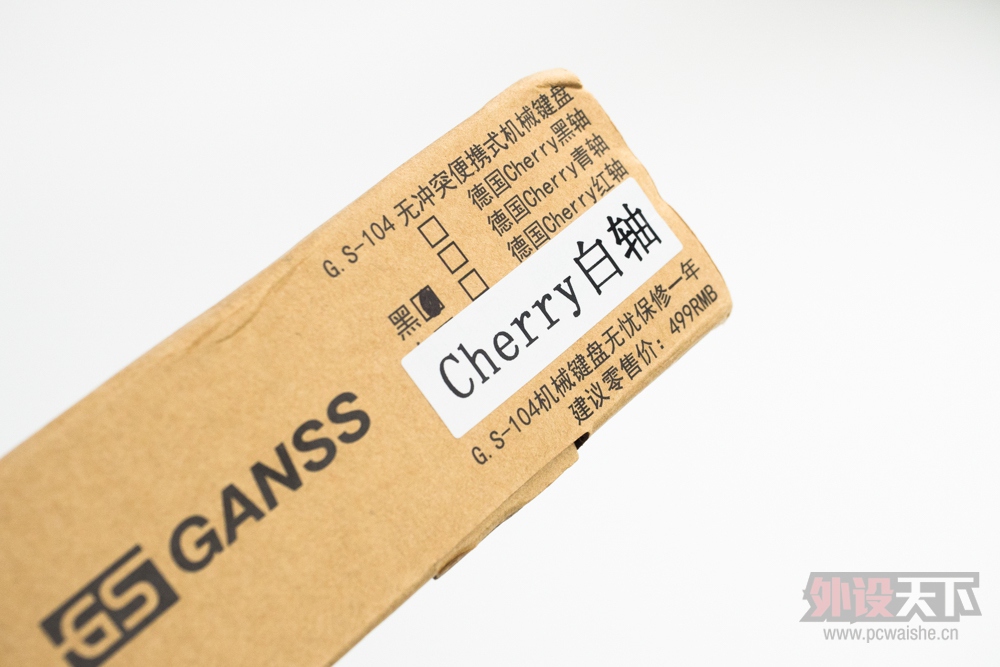 G.S-104 无冲突便携式机械键盘
□ 德国Cherry黑轴
□ 德国Cherry青轴
□ 德国Cherry红轴
黑
Cherry白轴
G.S-104机械键盘无忧保修一年
建议零售价：499RMB
GS GANSS
外设天下
www.pcwaishe.cn